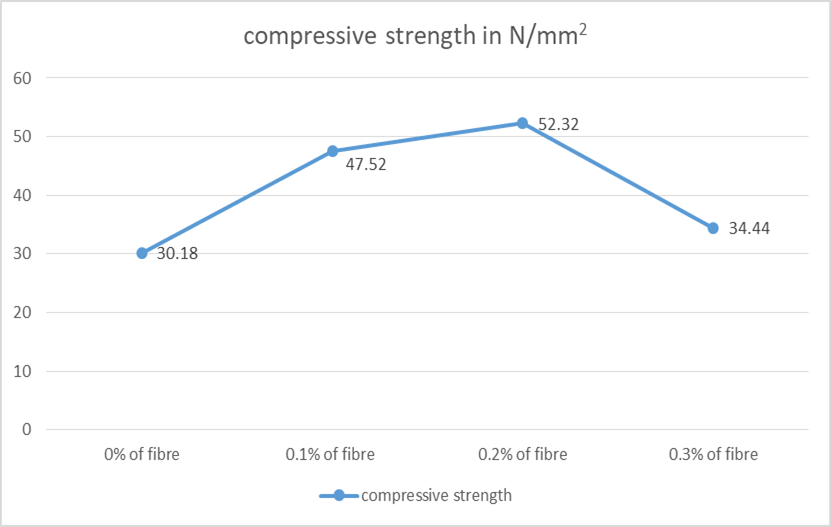 compressive strength in N/mm²
60
50
52.32
47.52
40
34.44
30
30.18
20
10
0
0% of fibre
0.1% of fibre
0.2% of fibre
0.3% of fibre
compressive strength